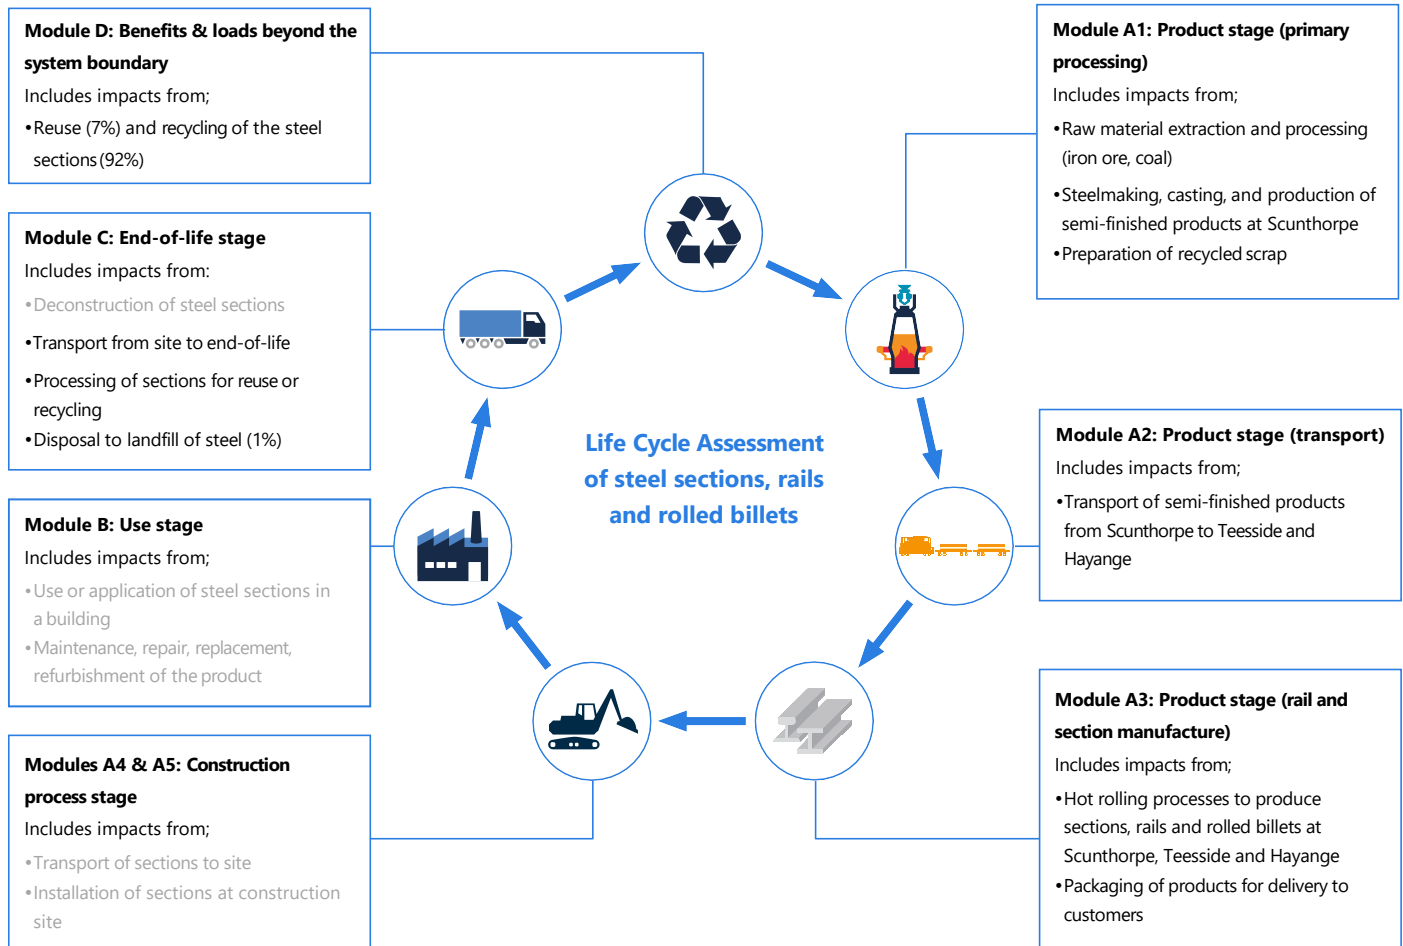 Module D: Benefits & loads beyond the
system boundary
Includes impacts from;
•Reuse (7%) and recycling of the steel
sections (92%)
Module C: End-of-life stage
Includes impacts from:
•Deconstruction of steel sections
•Transport from site to end-of-life
•Processing of sections for reuse or
recycling
•Disposal to landfill of steel (1%)
Module B: Use stage
Includes impacts from;
•Use or application of steel sections in
a building
•Maintenance, repair, replacement,
refurbishment of the product
Modules A4 & A5: Construction
process stage
Includes impacts from;
•Transport of sections to site
•Installation of sections at construction
site
Life Cycle Assessment
of steel sections, rails
and rolled billets
Module A1: Product stage (primary
processing)
Includes impacts from;
•Raw material extraction and processing
(iron ore, coal)
•Steelmaking, casting, and production of
semi-finished products at Scunthorpe
•Preparation of recycled scrap
Module A2: Product stage (transport)
Includes impacts from;
•Transport of semi-finished products
from Scunthorpe to Teesside and
Hayange
Module A3: Product stage (rail and
section manufacture)
Includes impacts from;
•Hot rolling processes to produce
sections, rails and rolled billets at
Scunthorpe, Teesside and Hayange
•Packaging of products for delivery to
customers